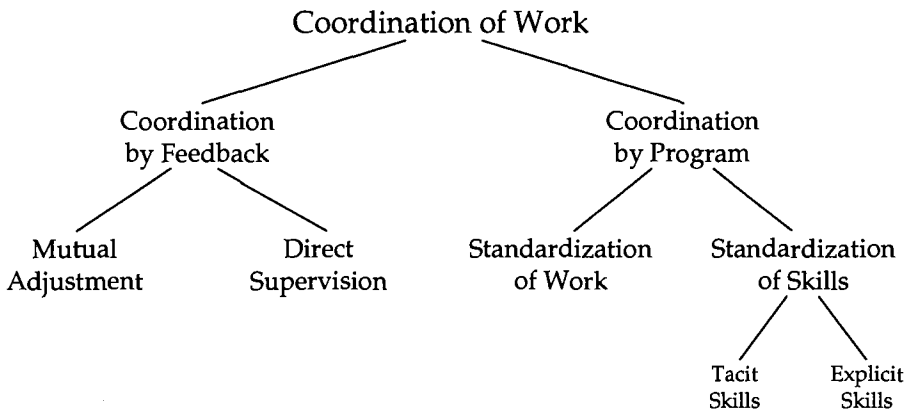 Coordination of Work
Coordination
by Feedback
Coordination
by Program
Mutual
Adjustment
Direct
Supervision
Standardization
of Work
Standardization
of Skills
Tacit
Skills
Explicit
Skills